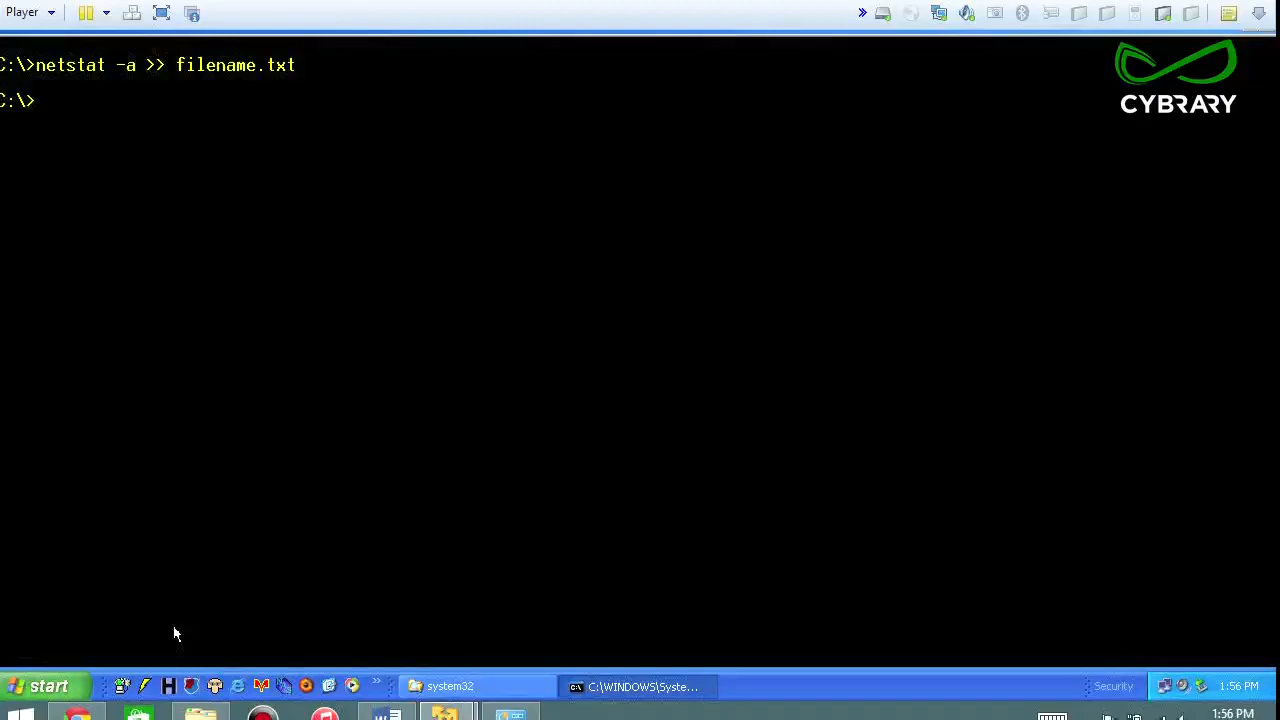 Player
C:\>netstat -a >> filename.txt
CYBRARY
C:\>
start
system32
C:\WINDOWS\Syste...
Security
1:56 PM
1:56 PM